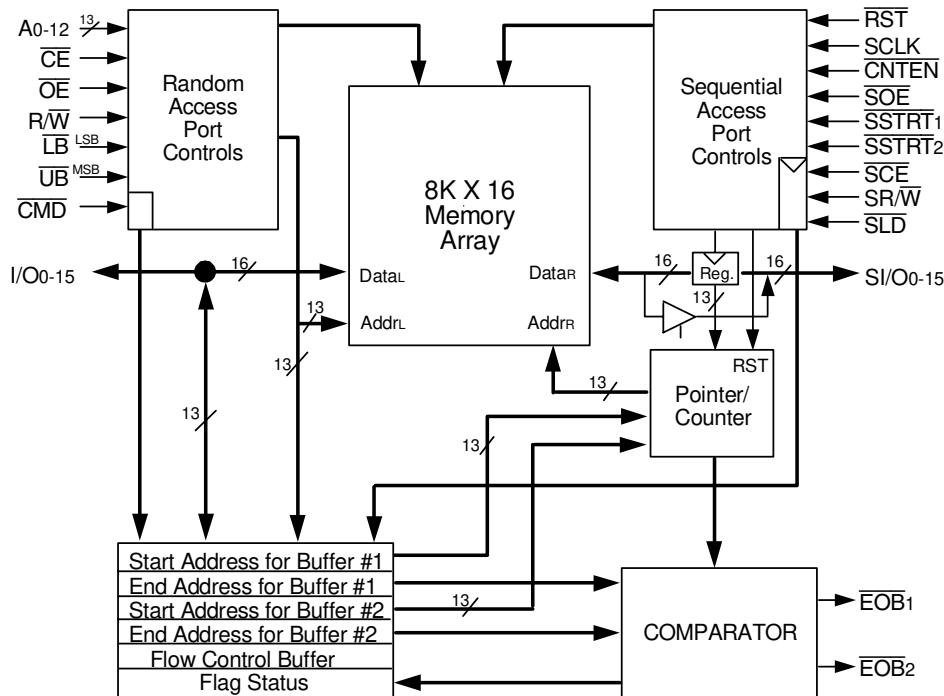 A0-12
13
CE
OE
R/W
LB LSB
UB MSB
CMD
Random
Access
Port
Controls
8K X 16
Memory
Array
Sequential
Access
Port
Controls
RST
SCLK
CNTEN
SOE
SSTRT1
SSTRT2
SCE
SR/W
SLD
I/O0-15
16
DataL
DataR
16
Reg.
16
SI/O0-15
13
AddrL
AddrR
13
13
13
RST
Pointer/
Counter
13
13
13
Start Address for Buffer #1
End Address for Buffer #1
Start Address for Buffer #2
End Address for Buffer #2
Flow Control Buffer
Flag Status
13
COMPARATOR
EOB1
EOB2